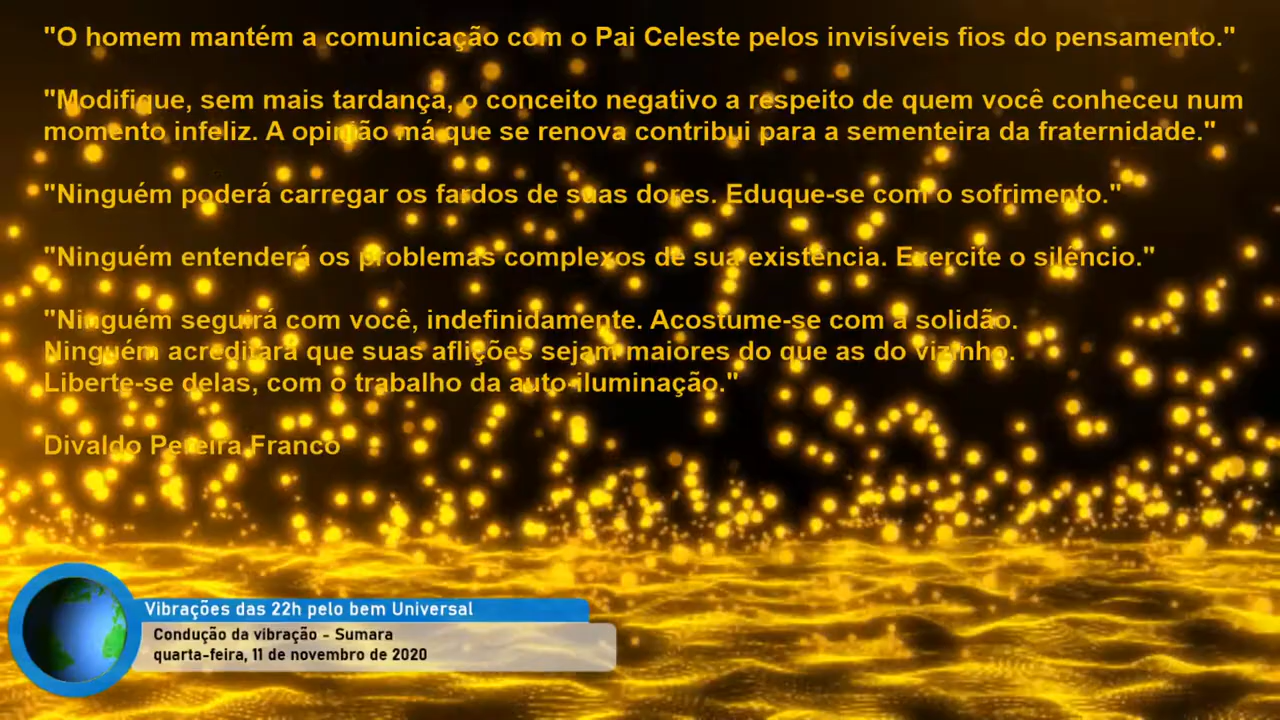 "O homem mantém a comunicação com o Pai Celeste pelos invisíveis fios do pensamento."
"Modifique, sem mais tardança, o conceito negativo a respeito de quem você conheceu num
momento infeliz. A opinião má que se renova contribui para a sementeira da fraternidade."
"Ninguém poderá carregar os fardos de suas dores. Eduque-se com o sofrimento."
"Ninguém entenderá os problemas complexos de sua existência. Exercite o silêncio."
"Ninguém seguirá com você, indefinidamente. Acostume-se com a solidão.
Ninguém acreditará que suas aflições sejam maiores do que as do vizinho.
Liberte-se delas, com o trabalho da auto-iluminação."
Divaldo Pereira Franco
Vibrações das 22h pelo bem Universal
Condução da vibração - Sumara
quarta-feira, 11 de novembro de 2020